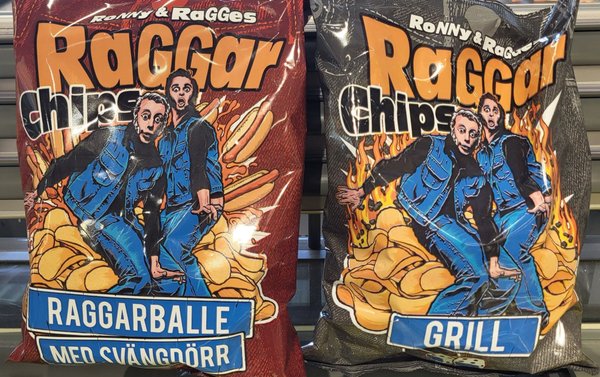 RoNNy & RaGGes
RaGGar
Chips
RAGGARBALLE
MED SVÄNGDÖRR
RoNNy & RaGGes
RaGGar
Chips
GRILL